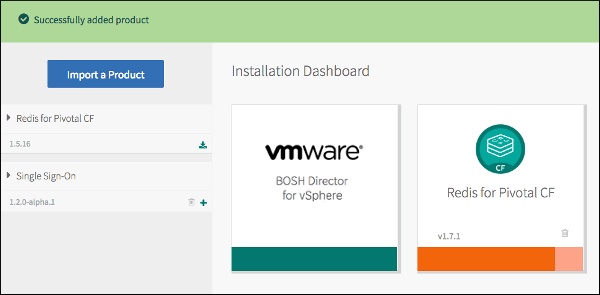 Successfully added product
Import a Product
Redis for Pivotal CF
1.5.16
Single Sign-On
1.2.0-alpha.1
Installation Dashboard
vmware®
BOSH Director
for vSphere
CF
Redis for Pivotal CF
v1.7.1